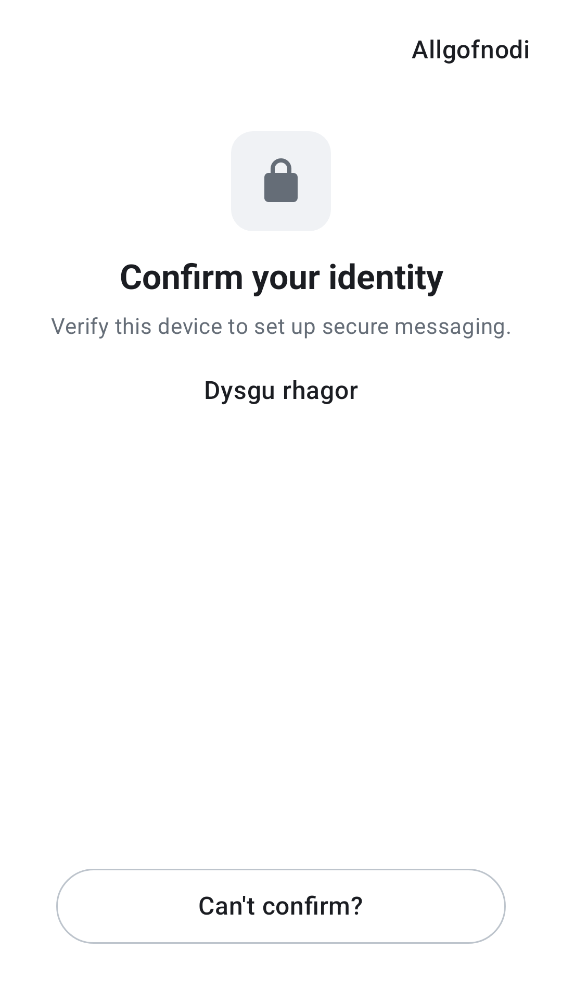 Allgofnodi
Confirm your identity
Verify this device to set up secure messaging.
Dysgu rhagor
Can't confirm?